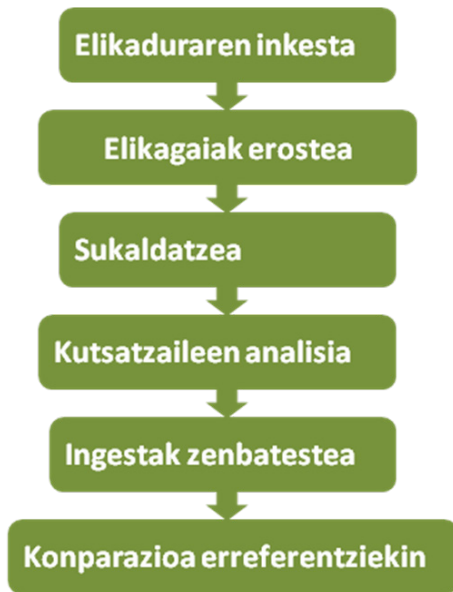 Elikaduraren inkesta
Elikagaiak erostea
Sukaldatzea
Kutsatzaileen analisia
Ingestak zenbatestea
Konparazioa erreferentziekin